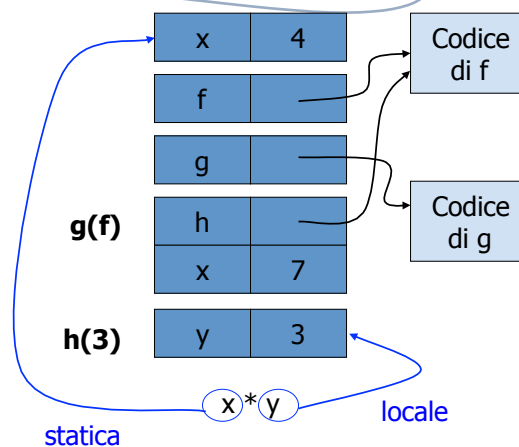 x 4
Codice
di f
f
g
Codice
di g
g(f)
h
x 7
h(3)
y 3
x * y
locale
statica